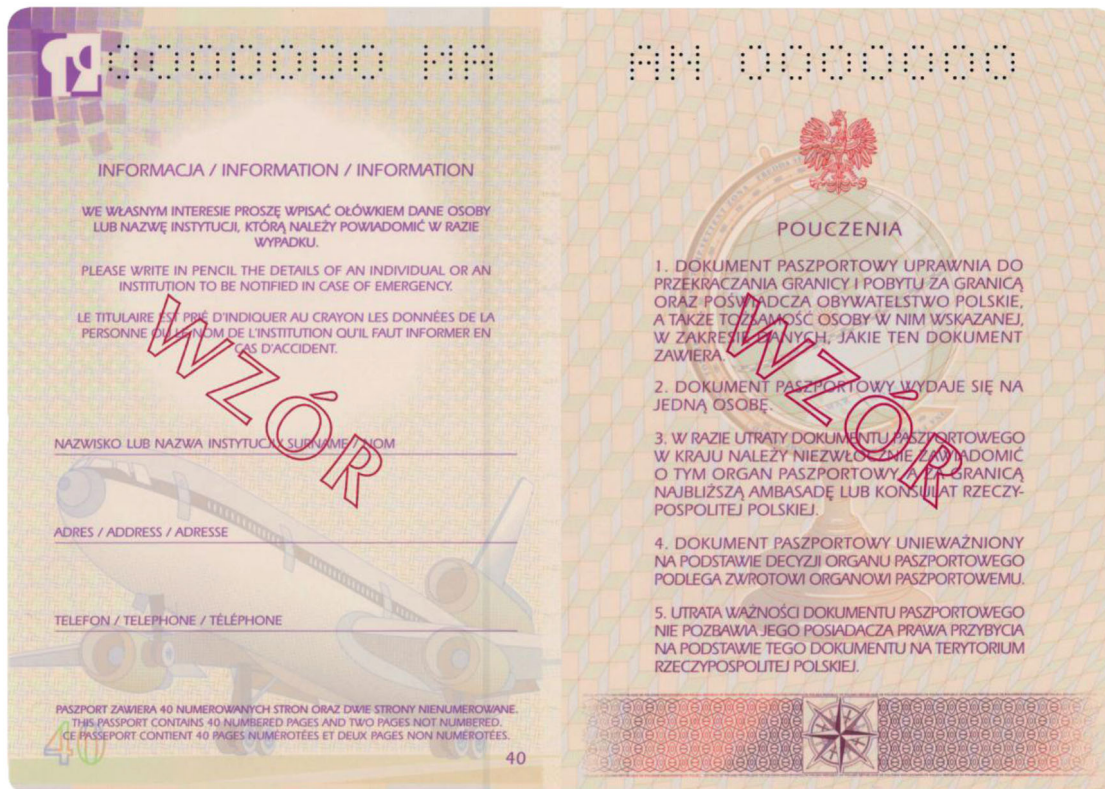 0000000 MA
INFORMACJA / INFORMATION / INFORMATION
WE WŁASNYM INTERESIE PROSZĘ WPISAĆ OŁÓWKIEM DANE OSOBY
LUB NAZWĘ INSTYTUCJI, KTÓRĄ NALEŻY POWIADOMIĆ W RAZIE
WYPADKU.
PLEASE WRITE IN PENCIL THE DETAILS OF AN INDIVIDUAL OR AN
INSTITUTION TO BE NOTIFIED IN CASE OF EMERGENCY.
LE TITULAIRE EST PRIÉ D'INDIQUER AU CRAYON LES DONNÉES DE LA
PERSONNE OU LE NOM DE L'INSTITUTION QU'IL FAUT INFORMER EN
CAS D'ACCIDENT.
WZÓR
NAZWISKO LUB NAZWA INSTYTUCJI / SURNAME / NOM
ADRES / ADDRESS / ADRESSE
TELEFON / TELEPHONE / TÉLÉPHONE
PASZPORT ZAWIERA 40 NUMEROWANYCH STRON ORAZ DWIE STRONY NIENUMEROWANE.
THIS PASSPORT CONTAINS 40 NUMBERED PAGES AND TWO PAGES NOT NUMBERED.
CE PASSEPORT CONTIENT 40 PAGES NUMÉROTÉES ET DEUX PAGES NON NUMÉROTÉES.
40
40
AM 0000000
POUCZENIA
1. DOKUMENT PASZPORTOWY UPRAWNIA DO
PRZEKRACZANIA GRANICY I POBYTU ZA GRANICĄ
ORAZ POŚWIADCZA OBYWATELSTWO POLSKIE,
A TAKŻE TOŻSAMOŚĆ OSOBY W NIM WSKAZANEJ,
W ZAKRESIE DANYCH, JAKIE TEN DOKUMENT
ZAWIERA.
2. DOKUMENT PASZPORTOWY WYDAJE SIĘ NA
JEDNĄ OSOBĘ.
3. W RAZIE UTRATY DOKUMENTU PASZPORTOWEGO
W KRAJU NALEŻY NIEZWŁOCZNIE ZAWIADOMIĆ
O TYM ORGAN PASZPORTOWY, A ZA GRANICĄ
NAJBLIŻSZĄ AMBASADĘ LUB KONSULAT RZECZY-
POSPOLITEJ POLSKIEJ.
4. DOKUMENT PASZPORTOWY UNIEWAŻNIONY
NA PODSTAWIE DECYZJI ORGANU PASZPORTOWEGO
PODLEGA ZWROTOWI ORGANOWI PASZPORTOWEMU.
5. UTRATA WAŻNOŚCI DOKUMENTU PASZPORTOWEGO
NIE POZBAWIA JEGO POSIADACZA PRAWA PRZYBYCIA
NA PODSTAWIE TEGO DOKUMENTU NA TERYTORIUM
RZECZYPOSPOLITEJ POLSKIEJ.
WZÓR